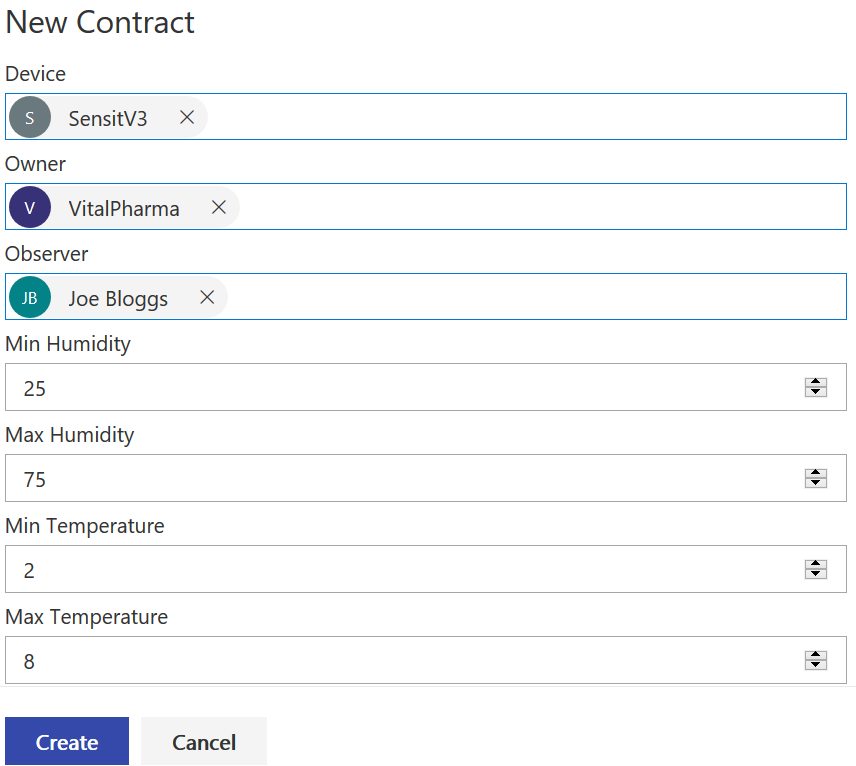 New Contract
Device
S SensitV3
Owner
V VitalPharma
Observer
JB Joe Bloggs
Min Humidity
25
Max Humidity
75
Min Temperature
2
Max Temperature
8
Create Cancel